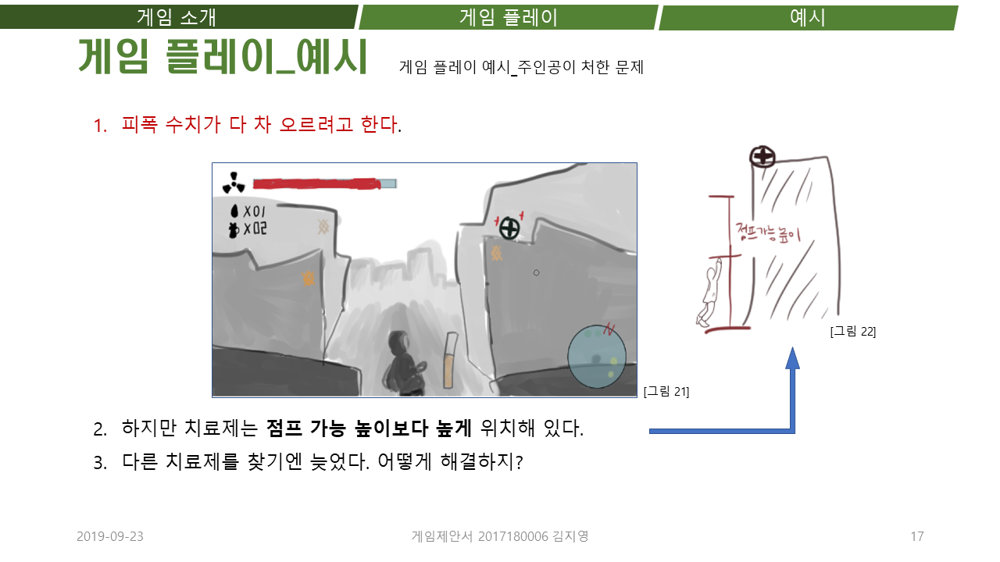 게임 소개
게임 플레이
예시
게임 플레이_예시
게임 플레이 예시_주인공이 처한 문제
1. 피폭 수치가 다 차 오르려고 한다.
X01
X02
N
점프가능높이
[그림 22]
[그림 21]
2. 하지만 치료제는 점프 가능 높이보다 높게 위치해 있다.
3. 다른 치료제를 찾기엔 늦었다. 어떻게 해결하지?
2019-09-23
게임제안서 2017180006 김지영
17